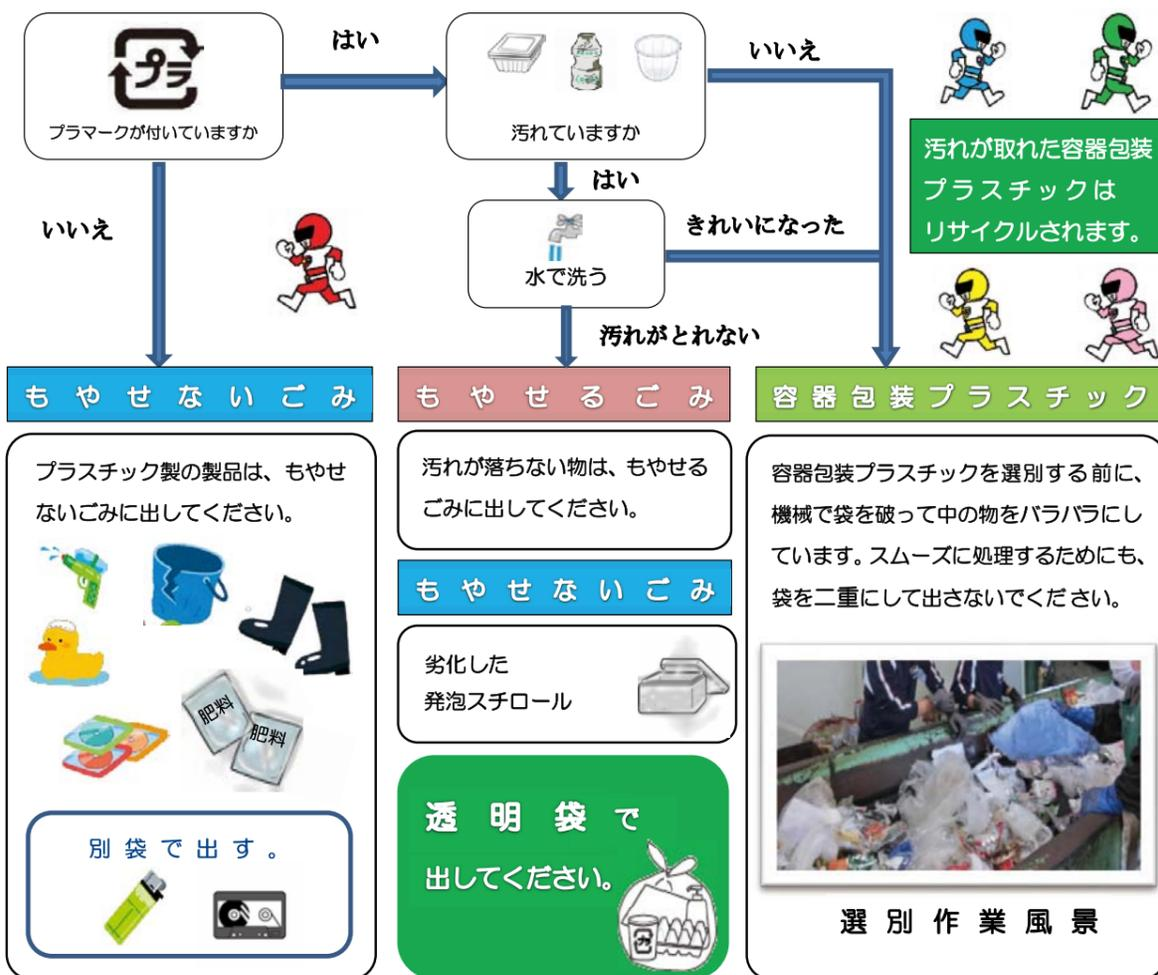 プラ
プラマークが付いていますか
はい
汚れていますか
いいえ
いいえ
はい
水で洗う
きれいになった
汚れがとれない
汚れが取れた容器包装
プラスチックは
リサイクルされます。
もやせないごみ
プラスチック製の製品は、もやせ
ないごみに出してください。
肥料
肥料
別袋で出す。
もやせるごみ
汚れが落ちない物は、もやせる
ごみに出してください。
もやせないごみ
劣化した
発泡スチロール
透明袋で
出してください。
プラ
容器包装プラスチック
容器包装プラスチックを選別する前に、
機械で袋を破って中の物をバラバラにし
ています。スムーズに処理するためにも、
袋を二重にして出さないでください。
選別作業風景